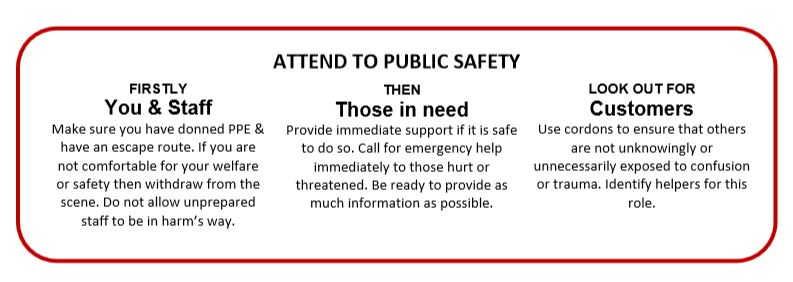 ATTEND TO PUBLIC SAFETY
FIRSTLY
You & Staff
Make sure you have donned PPE &
have an escape route. If you are
not comfortable for your welfare
or safety then withdraw from the
scene. Do not allow unprepared
staff to be in harm's way.
THEN
Those in need
Provide immediate support if it is safe
to do so. Call for emergency help
immediately to those hurt or
threatened. Be ready to provide as
much information as possible.
LOOK OUT FOR
Customers
Use cordons to ensure that others
are not unknowingly or
unnecessarily exposed to confusion
or trauma. Identify helpers for this
role.